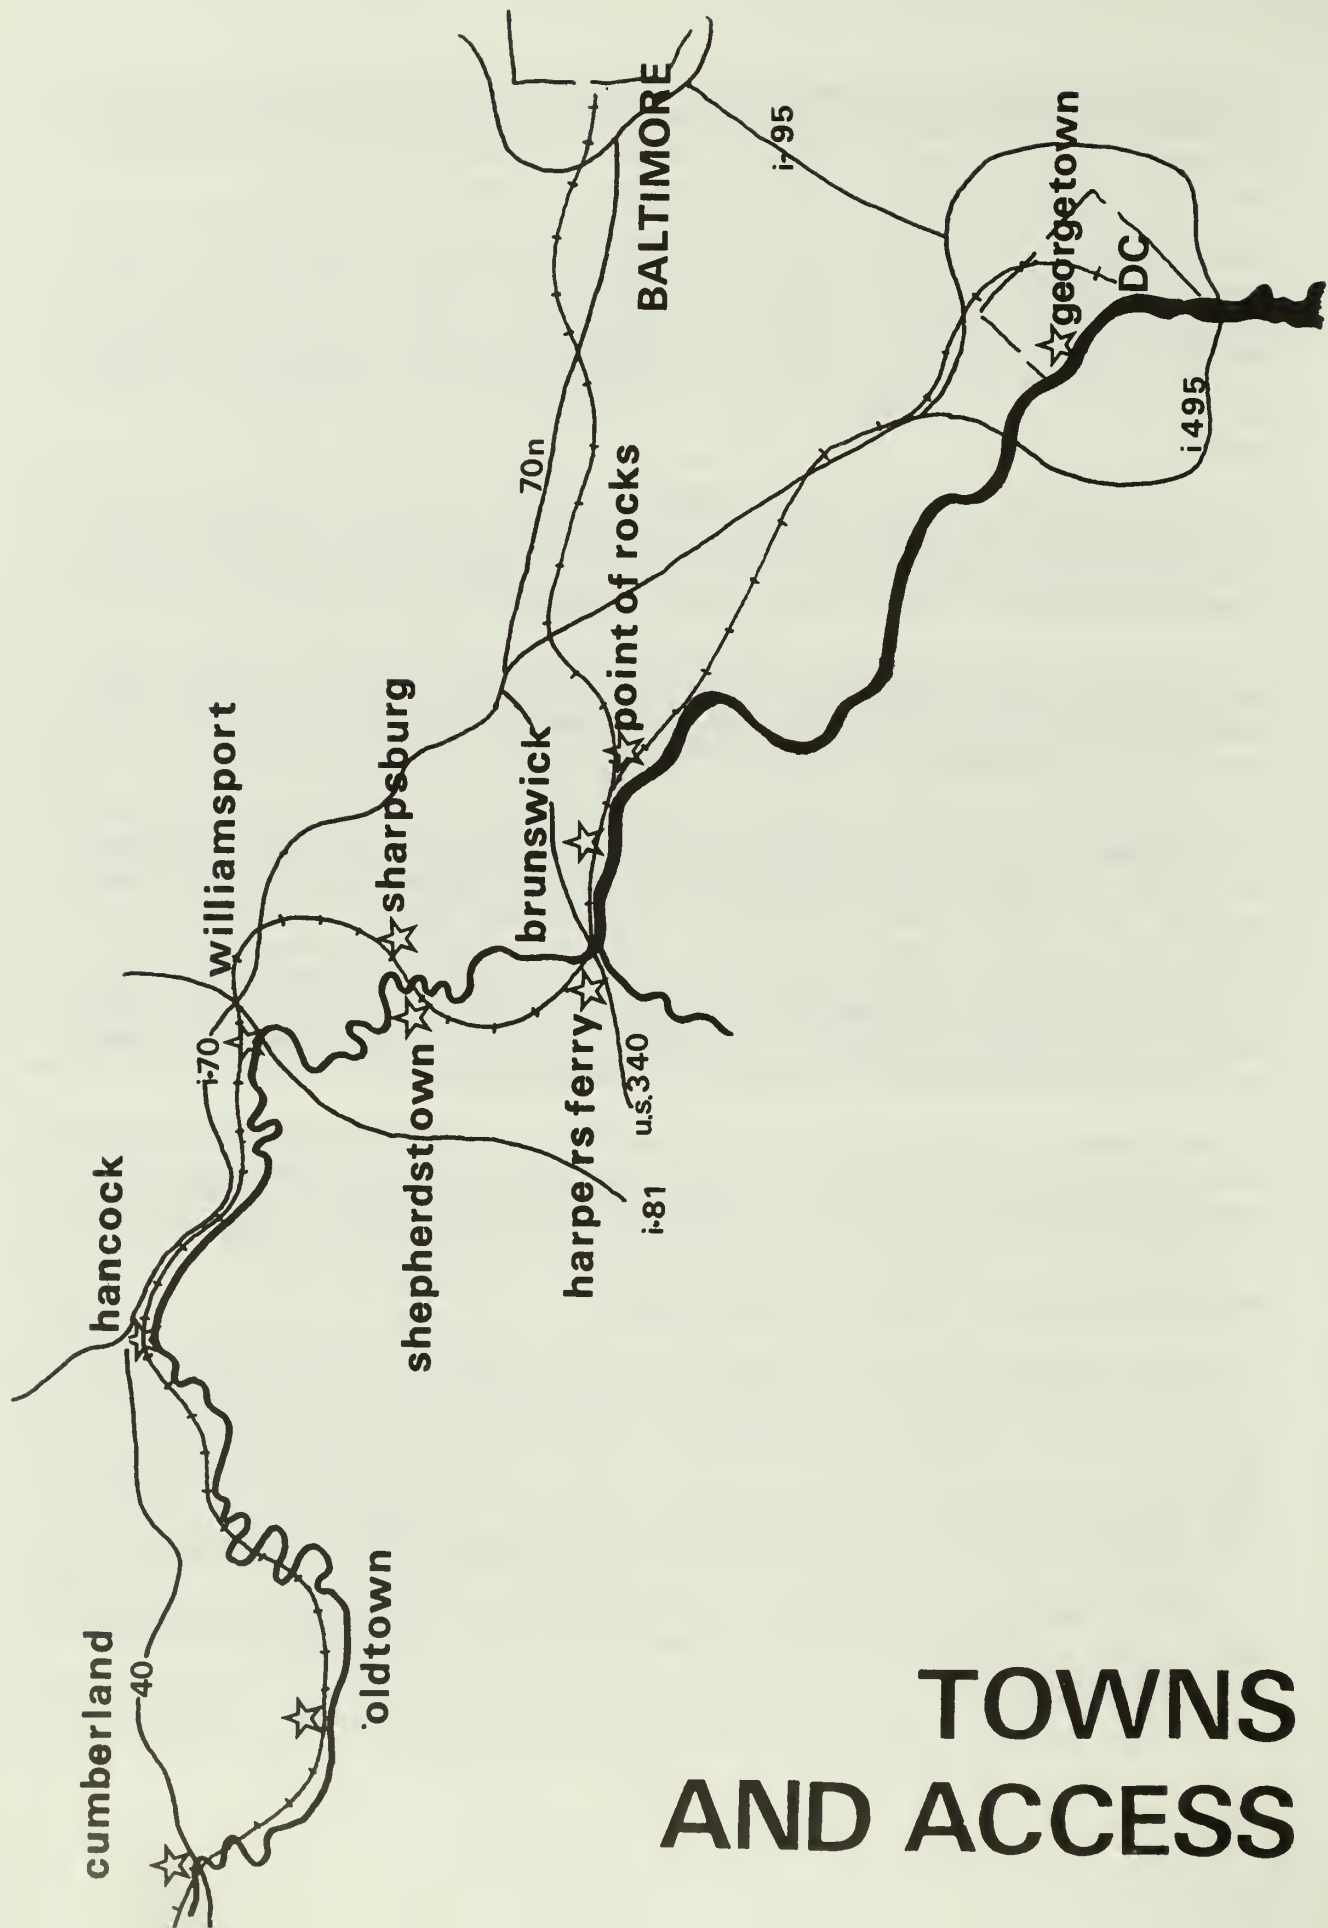 cumberland
40
oldtown
hancock
i-70
williamsport
sharpsburg
shepherdstown
harpers ferry
i-81
u.s.340
brunswick
point of rocks
70n
BALTIMORE
i-95
georgetown
DC
i495
TOWNS
AND ACCESS